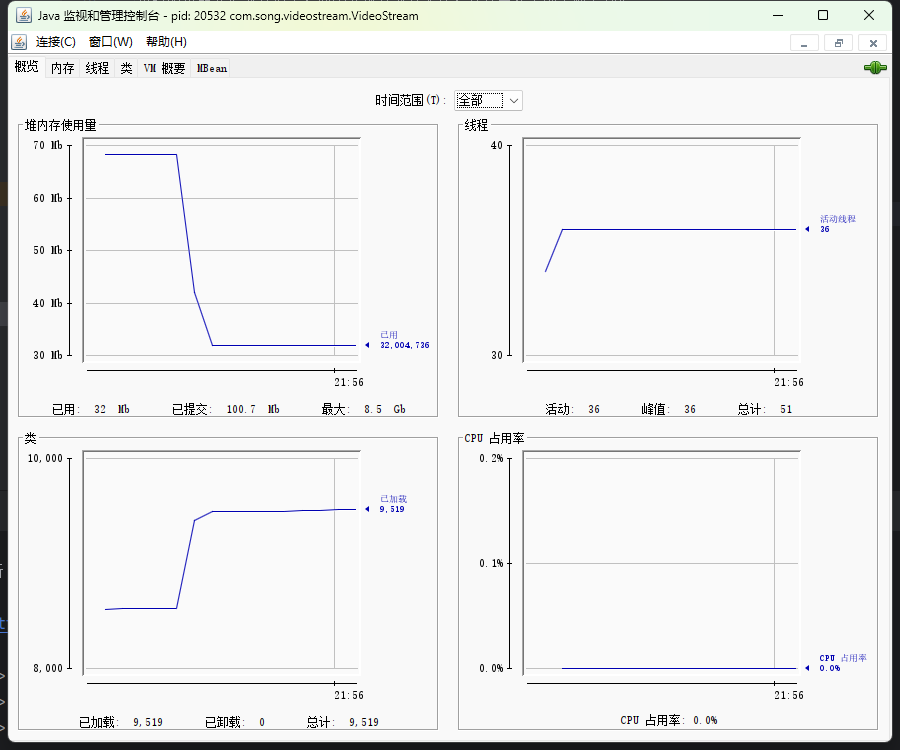 Java 监视和管理控制台 - pid: 20532 com.song.videostream.VideoStream
连接(C) 窗口(W) 帮助(H)
概览 内存 线程 类 VM 概要 MBean
时间范围(T): 全部
堆内存使用量
70 Mb
60 Mb
50 Mb
40 Mb
30 Mb
已用
32,004,736
21:56
已用: 32 Mb 已提交: 100.7 Mb 最大: 8.5 Gb
线程
40
30
活动线程
36
21:56
活动: 36 峰值: 36 总计: 51
类
10,000
8,000
已加载
9,519
21:56
已加载: 9,519 已卸载: 0 总计: 9,519
CPU 占用率
0.2%
0.1%
0.0%
CPU 占用率
0.0%
21:56
CPU 占用率: 0.0%